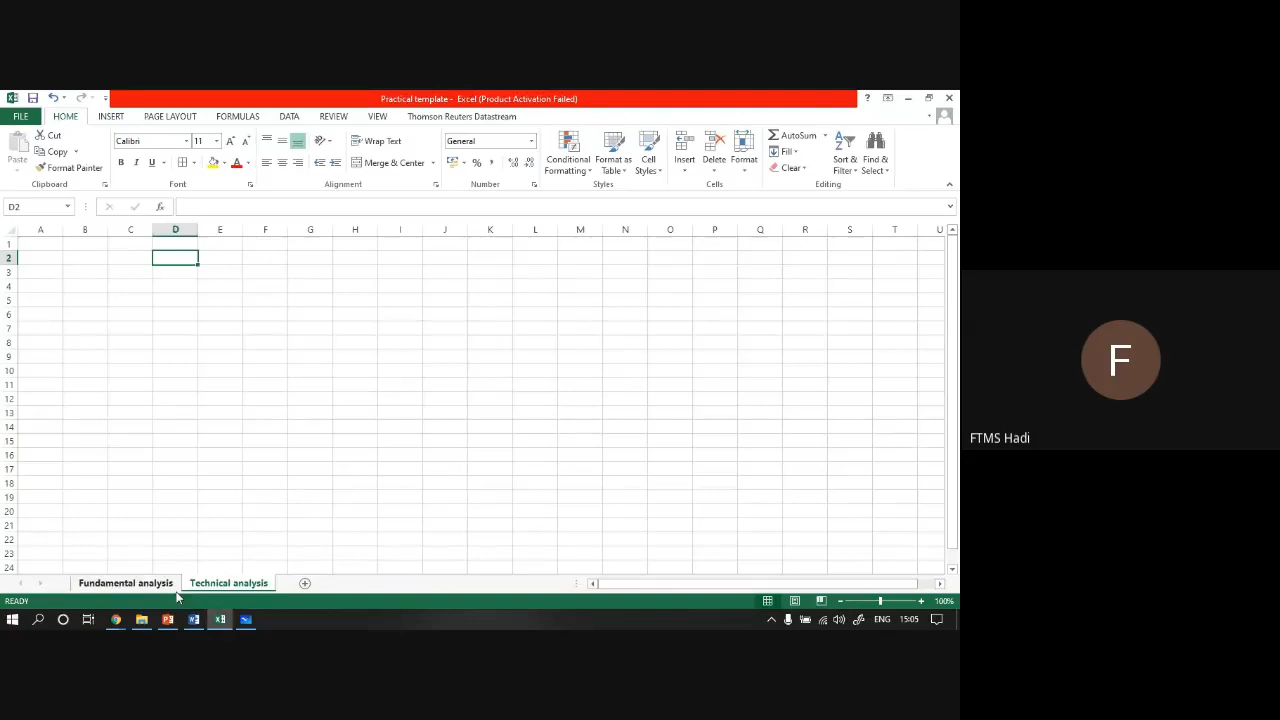 Practical template - Excel (Product Activation Failed)
FILE HOME INSERT PAGE LAYOUT FORMULAS DATA REVIEW VIEW Thomson Reuters Datastream
Paste
Cut
Copy
Format Painter
Clipboard
Calibri 11
B I U
Font
Wrap Text
Merge & Center
Alignment
General
%
Number
Conditional Formatting
Format as Table
Cell Styles
Styles
Insert
Delete
Format
Cells
AutoSum
Fill
Clear
Sort & Filter
Find & Select
Editing
D2
fx
A B C D E F G H I J K L M N O P Q R S T U
1
2
3
4
5
6
7
8
9
10
11
12
13
14
15
16
17
18
19
20
21
22
23
24
Fundamental analysis Technical analysis
READY
100%
ENG 15:05
F
FTMS Hadi